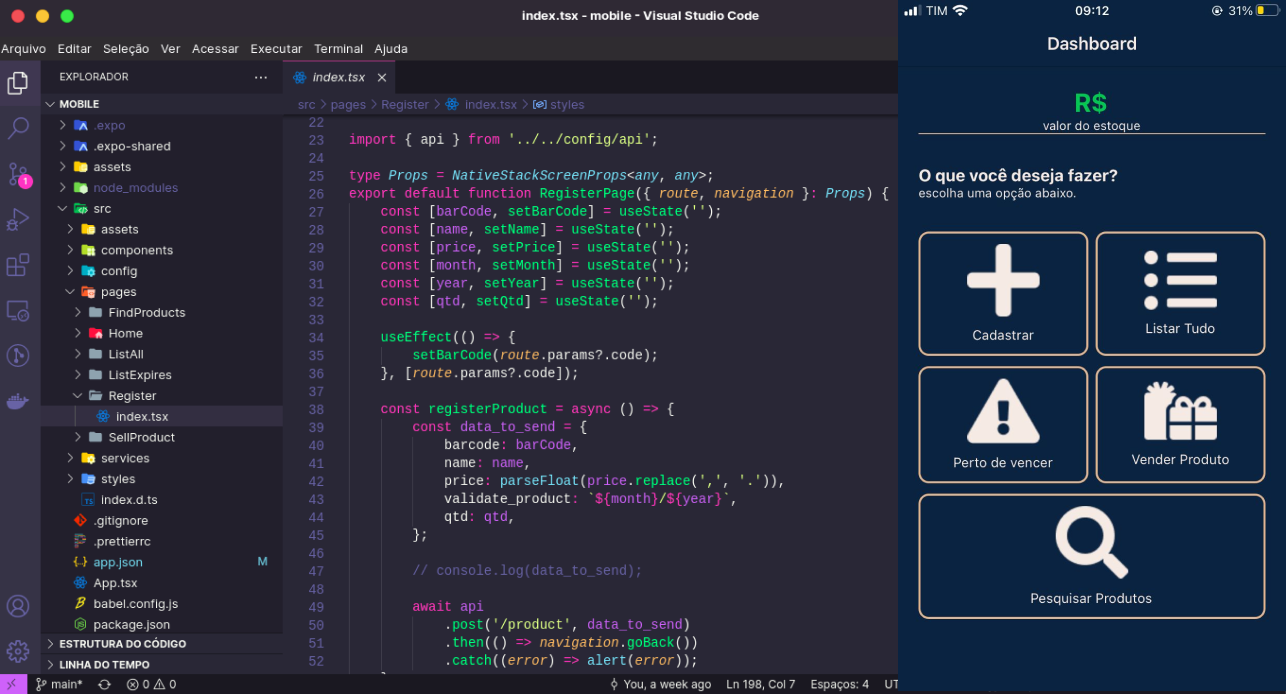 index.tsx - mobile - Visual Studio Code
Arquivo Editar Seleção Ver Acessar Executar Terminal Ajuda
EXPLORADOR
MOBILE
.expo
.expo-shared
assets
node_modules
src
assets
components
config
pages
FindProducts
Home
ListAll
ListExpires
Register
index.tsx
SellProduct
services
styles
index.d.ts
.gitignore
.prettierrc
app.json M
App.tsx
babel.config.js
package.json
ESTRUTURA DO CÓDIGO
LINHA DO TEMPO
1
index.tsx
src > pages > Register > index.tsx > styles
22
23 import { api } from '../../config/api';
24
25 type Props = NativeStackScreenProps<any, any>;
26 export default function RegisterPage({ route, navigation }: Props) {
27 const [barCode, setBarCode] = useState('');
28 const [name, setName] = useState('');
29 const [price, setPrice] = useState('');
30 const [month, setMonth] = useState('');
31 const [year, setYear] = useState('');
32 const [qtd, setQtd] = useState('');
33
34 useEffect(() => {
35 setBarCode(route.params?.code);
36 }, [route.params?.code]);
37
38 const registerProduct = async () => {
39 const data_to_send = {
40 barcode: barCode,
41 name: name,
42 price: parseFloat(price.replace(',', '.')),
43 validate_product: `${month}/${year}`,
44 qtd: qtd,
45 };
46
47 // console.log(data_to_send);
48
49 await api
50 .post('/product', data_to_send)
51 .then(() => navigation.goBack())
52 .catch((error) => alert(error));
main* 0 0 You, a week ago Ln 198, Col 7 Espaços: 4 UT
TIM 09:12 31%
Dashboard
R$
valor do estoque
O que você deseja fazer?
escolha uma opção abaixo.
Cadastrar
Listar Tudo
Perto de vencer
Vender Produto
Pesquisar Produtos